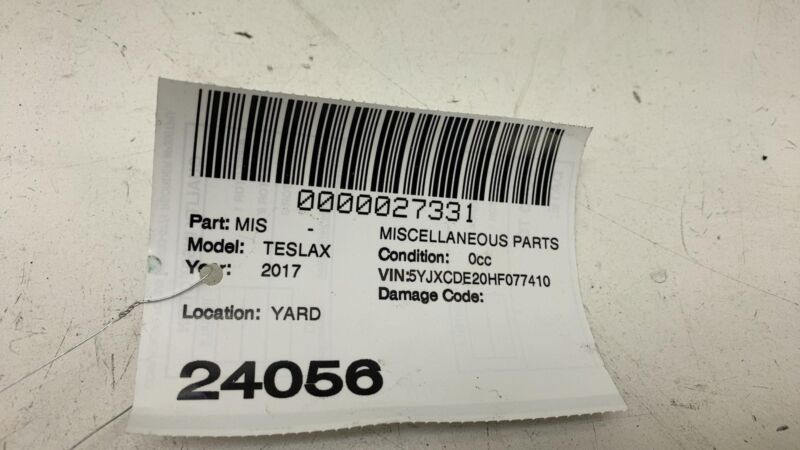 0000027331
Part: MIS - MISCELLANEOUS PARTS
Model: TESLAX Condition: 0cc
Year: 2017 VIN:5YJXCDE20HF077410
Damage Code:
Location: YARD
24056